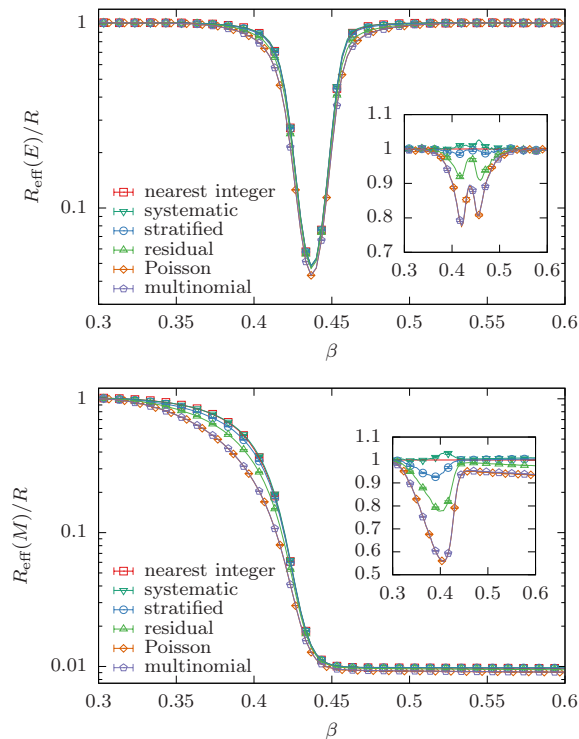 1
0.1
0.3
0.35
0.4
0.45
0.5
0.55
0.6
β
R_eff(E)/R
nearest integer
systematic
stratified
residual
Poisson
multinomial
1.1
1
0.9
0.8
0.7
0.3
0.4
0.5
0.6
1
0.1
0.01
0.3
0.35
0.4
0.45
0.5
0.55
0.6
β
R_eff(M)/R
nearest integer
systematic
stratified
residual
Poisson
multinomial
1.1
1
0.9
0.8
0.7
0.6
0.5
0.3
0.4
0.5
0.6